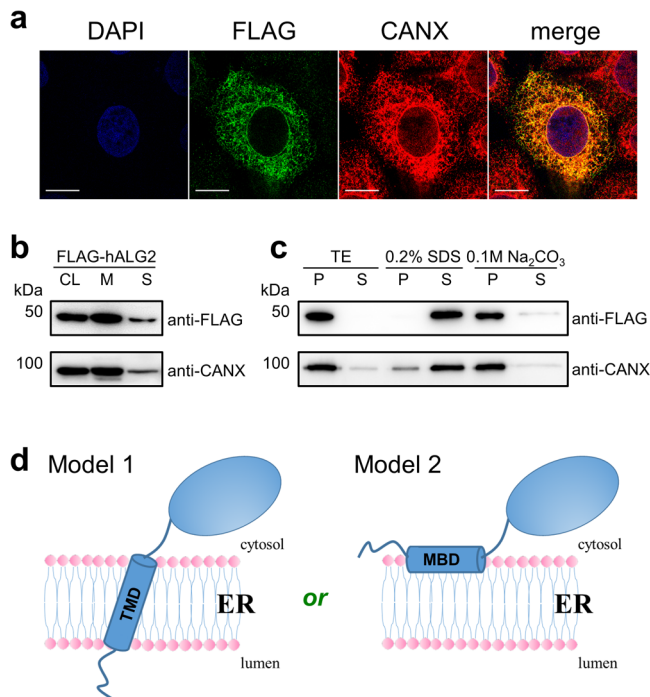 a
DAPI FLAG CANX merge
b
FLAG-hALG2
CL M S
kDa
50 anti-FLAG
100 anti-CANX
c
TE 0.2% SDS 0.1M Na₂CO₃
P S P S P S
kDa
50 anti-FLAG
100 anti-CANX
d
Model 1
cytosol
TMD
ER
lumen
or
Model 2
cytosol
MBD
ER
lumen